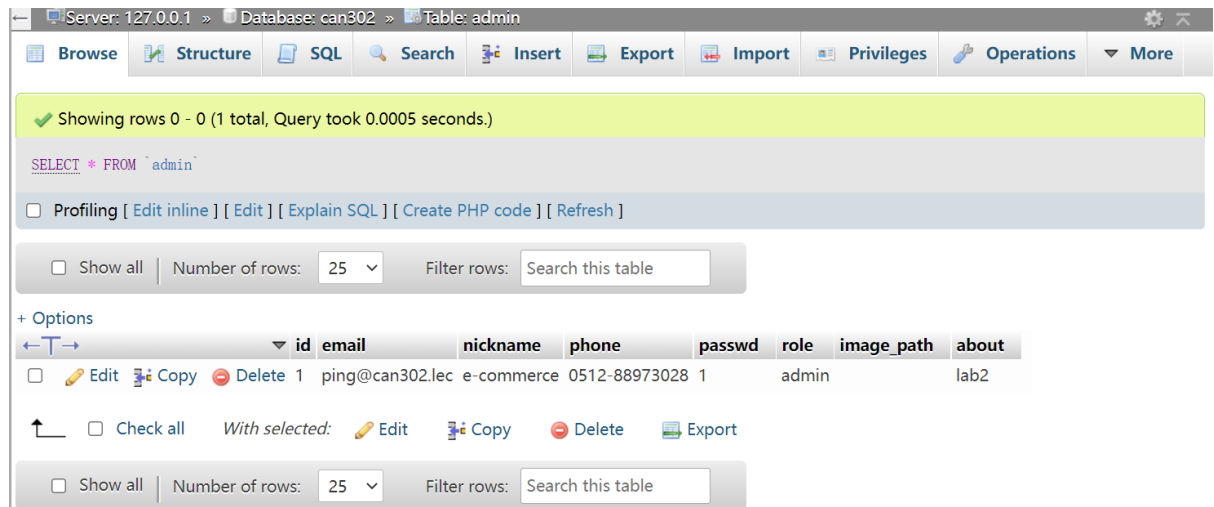 Server: 127.0.0.1 » Database: can302 » Table: admin
Browse Structure SQL Search Insert Export Import Privileges Operations More
Showing rows 0 - 0 (1 total, Query took 0.0005 seconds.)
SELECT * FROM `admin`
Profiling [ Edit inline ] [ Edit ] [ Explain SQL ] [ Create PHP code ] [ Refresh ]
Show all | Number of rows: 25 Filter rows: Search this table
+ Options
←T→ id email nickname phone passwd role image_path about
Edit Copy Delete 1 ping@can302.lec e-commerce 0512-88973028 1 admin lab2
Check all With selected: Edit Copy Delete Export
Show all | Number of rows: 25 Filter rows: Search this table